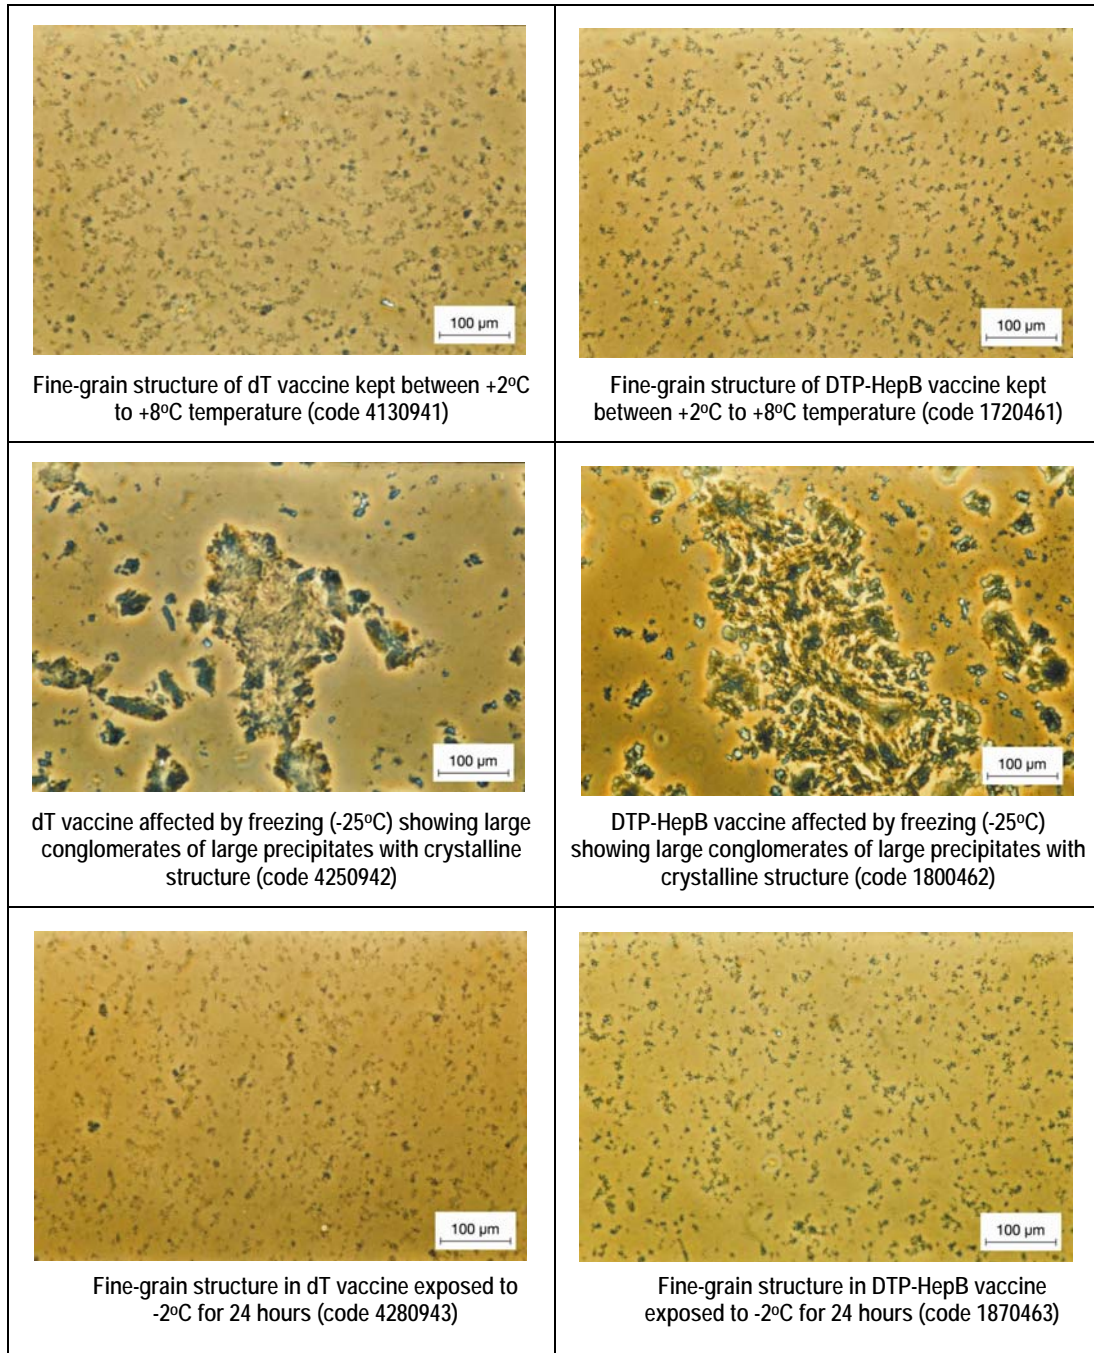 100 µm
100 µm
Fine-grain structure of dT vaccine kept between +2ºC
to +8ºC temperature (code 4130941)
Fine-grain structure of DTP-HepB vaccine kept
between +2ºC to +8ºC temperature (code 1720461)
100 µm
100 µm
dT vaccine affected by freezing (-25ºC) showing large
conglomerates of large precipitates with crystalline
structure (code 4250942)
DTP-HepB vaccine affected by freezing (-25ºC)
showing large conglomerates of large precipitates with
crystalline structure (code 1800462)
100 µm
100 µm
Fine-grain structure in dT vaccine exposed to
-2ºC for 24 hours (code 4280943)
Fine-grain structure in DTP-HepB vaccine
exposed to -2ºC for 24 hours (code 1870463)